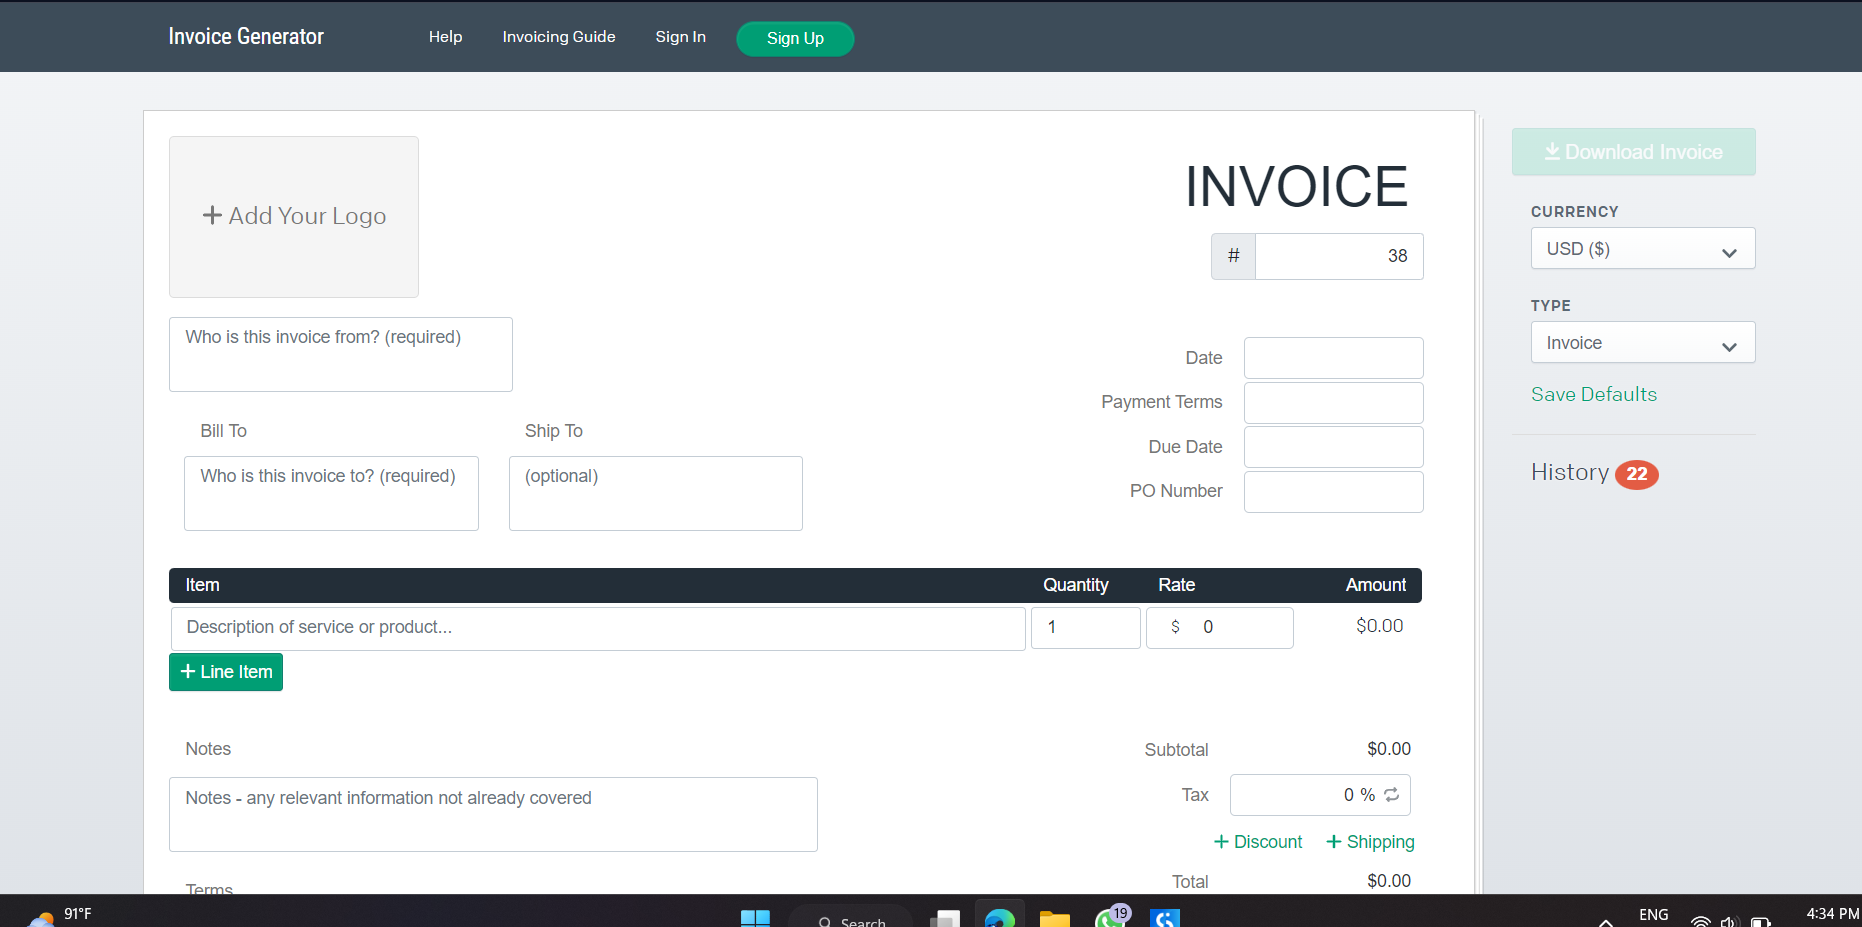 Invoice Generator
Help
Invoicing Guide
Sign In
Sign Up
+ Add Your Logo
INVOICE
# 38
Who is this invoice from? (required)
Date
Payment Terms
Due Date
PO Number
Bill To
Ship To
Who is this invoice to? (required)
(optional)
Item Quantity Rate Amount
Description of service or product... 1 $ 0 $0.00
+ Line Item
Notes
Notes - any relevant information not already covered
Terms
Subtotal $0.00
Tax 0 %
+ Discount + Shipping
Total $0.00
Download Invoice
CURRENCY
USD ($)
TYPE
Invoice
Save Defaults
History 22
91°F
Search
19
ENG
4:34 PM